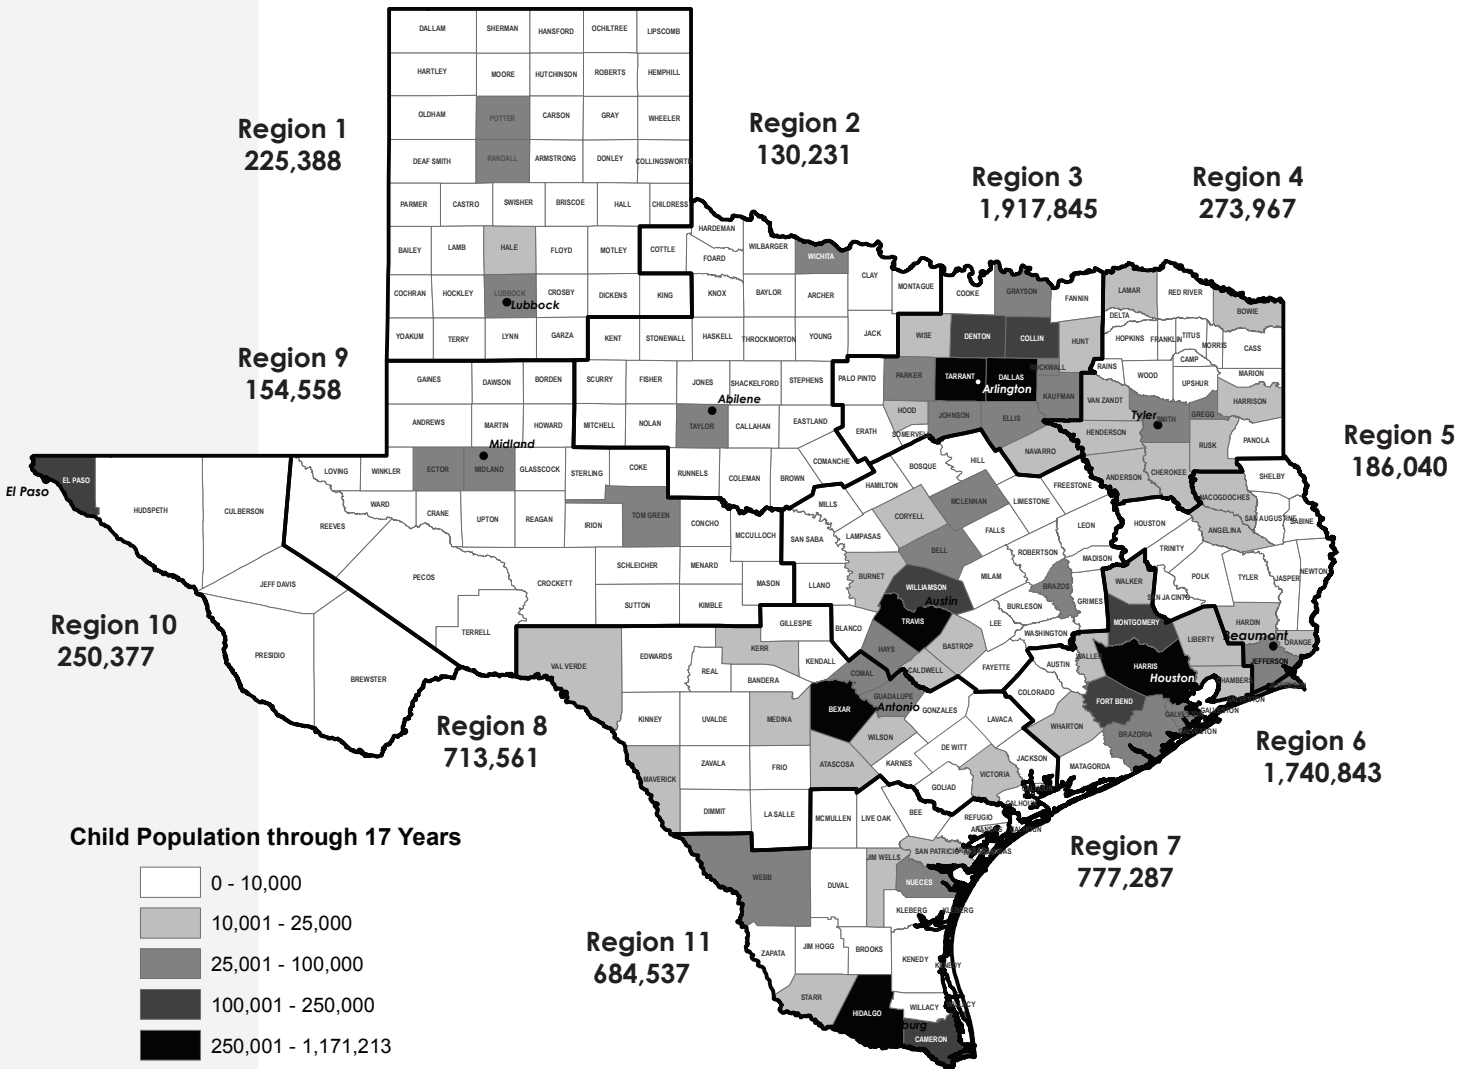 DALLAM SHERMAN HANSFORD OCHILTREE LIPSCOMB
HARTLEY MOORE HUTCHINSON ROBERTS HEMPHILL
OLDHAM POTTER CARSON GRAY WHEELER
Region 1
225,388
Region 2
130,231
DEAF SMITH RANDALL ARMSTRONG DONLEY COLLINGSWORTH
Region 3
1,917,845
Region 4
273,967
PARMER CASTRO SWISHER BRISCOE HALL CHILDRESS
HARDEMAN
BAILEY LAMB HALE FLOYD MOTLEY COTTLE FOARD WILBARGER WICHITA
CLAY MONTAGUE COOKE GRAYSON FANNIN LAMAR RED RIVER BOWIE
COCHRAN HOCKLEY LUBBOCK CROSBY DICKENS KING KNOX BAYLOR ARCHER
Lubbock
DELTA
YOAKUM TERRY LYNN GARZA KENT STONEWALL HASKELL THROCKMORTON YOUNG JACK WISE DENTON COLLIN HUNT HOPKINS FRANKLIN TITUS MORRIS CASS
CAMP
Region 9
154,558
GAINES DAWSON BORDEN SCURRY FISHER JONES SHACKELFORD STEPHENS PALO PINTO PARKER TARRANT DALLAS ROCKWALL RAINS WOOD UPSHUR MARION
Arlington
Abilene
KAUFMAN VAN ZANDT HARRISON
ANDREWS MARTIN HOWARD MITCHELL NOLAN TAYLOR CALLAHAN EASTLAND ERATH HOOD JOHNSON ELLIS Tyler SMITH GREGG
SOMERVELL HENDERSON RUSK PANOLA
Midland
Region 5
186,040
LOVING WINKLER ECTOR MIDLAND GLASSCOCK STERLING COKE RUNNELS COLEMAN BROWN COMANCHE BOSQUE HILL NAVARRO ANDERSON CHEROKEE SHELBY
El Paso EL PASO
HUDSPETH CULBERSON REEVES WARD CRANE UPTON REAGAN IRION TOM GREEN CONCHO MCCULLOCH
HAMILTON MCLENNAN LIMESTONE FREESTONE NACOGDOCHES SAN AUGUSTINE SABINE
MILLS SAN SABA LAMPASAS CORYELL FALLS LEON HOUSTON ANGELINA
BELL ROBERTSON MADISON TRINITY
JEFF DAVIS PECOS CROCKETT SCHLEICHER MENARD MASON LLANO BURNET WILLIAMSON MILAM BRAZOS GRIMES WALKER POLK TYLER JASPER NEWTON
SAN JACINTO
SUTTON KIMBLE Austin BURLESON
Region 10
250,377
PRESIDIO BREWSTER TERRELL GILLESPIE BLANCO TRAVIS LEE WASHINGTON MONTGOMERY HARDIN
LIBERTY Beaumont ORANGE
VAL VERDE EDWARDS REAL KERR BANDERA KENDALL HAYS BASTROP FAYETTE AUSTIN WALLER HARRIS JEFFERSON
COMAL CALDWELL Houston CHAMBERS
KINNEY UVALDE MEDINA BEXAR GUADALUPE Antonio GONZALES LAVACA COLORADO FORT BEND
Region 8
713,561
WILSON WHARTON BRAZORIA
Region 6
1,740,843
MAVERICK ZAVALA FRIO ATASCOSA KARNES DE WITT VICTORIA JACKSON MATAGORDA
GOLIAD
DIMMIT LA SALLE MCMULLEN LIVE OAK BEE REFUGIO
Child Population through 17 Years
0 - 10,000
10,001 - 25,000
25,001 - 100,000
100,001 - 250,000
250,001 - 1,171,213
Region 7
777,287
WEBB DUVAL JIM WELLS SAN PATRICIO
NUECES
KLEBERG
Region 11
684,537
ZAPATA JIM HOGG BROOKS KENEDY
STARR HIDALGO WILLACY
burg
CAMERON